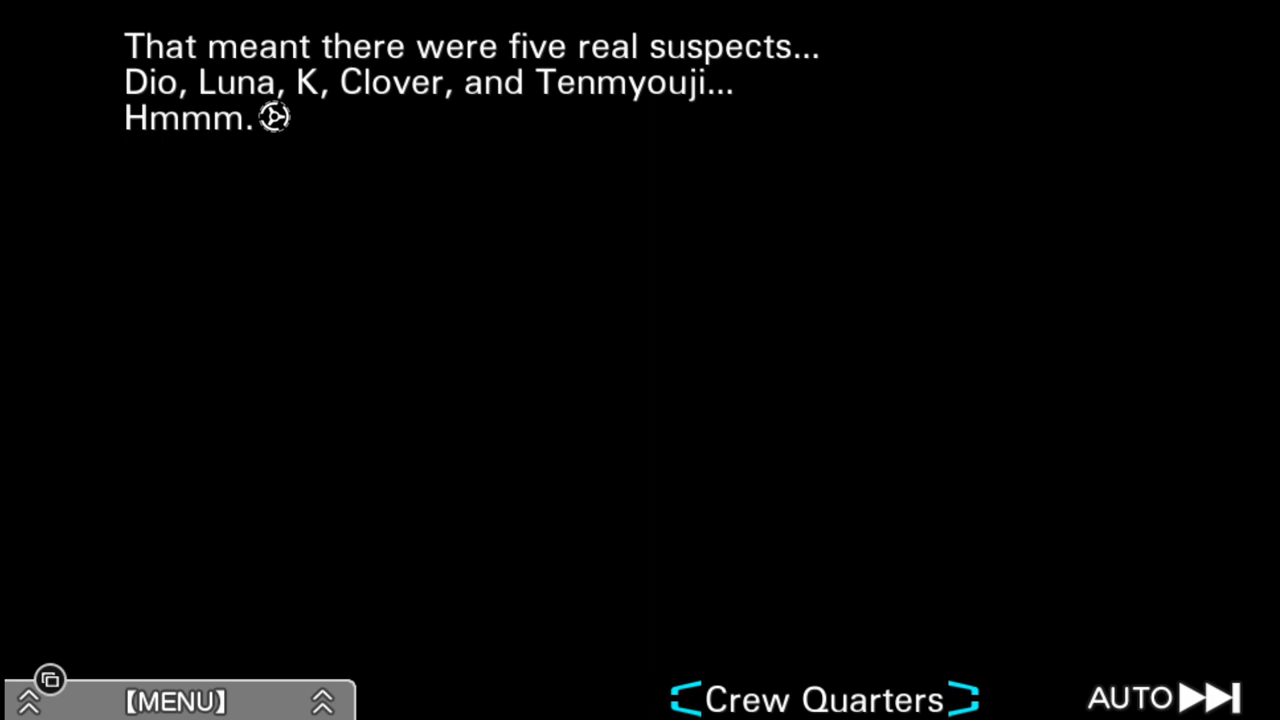 That meant there were five real suspects...
Dio, Luna, K, Clover, and Tenmyouji...
Hmmm.
【MENU】
Crew Quarters
AUTO